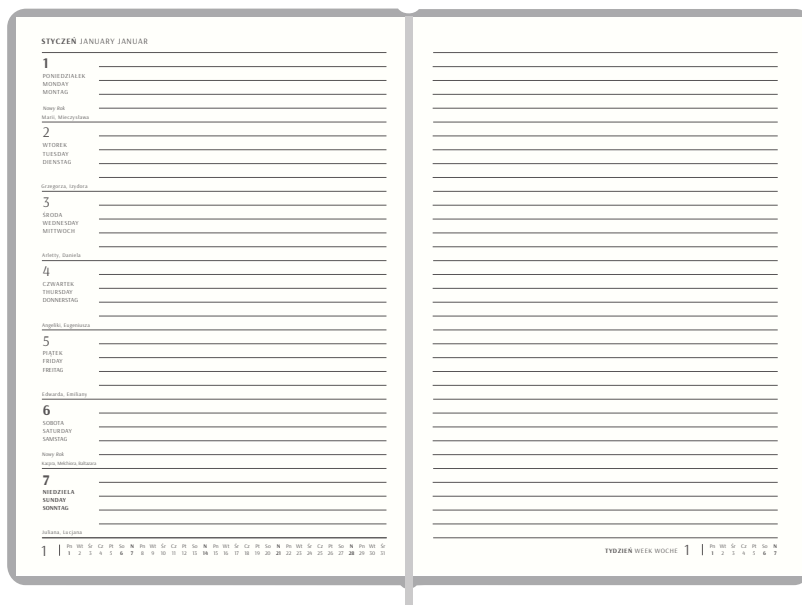 STYCZEŃ JANUARY JANUAR
1
PONIEDZIAŁEK
MONDAY
MONTAG
Nowy Rok
Marii, Mieczysława
2
WTOREK
TUESDAY
DIENSTAG
Grzegorza, Izydora
3
ŚRODA
WEDNESDAY
MITTWOCH
Arlety, Daniela
4
CZWARTEK
THURSDAY
DONNERSTAG
Angeliki, Eugeniusza
5
PIĄTEK
FRIDAY
FREITAG
Edwarda, Emiliany
6
SOBOTA
SATURDAY
SAMSTAG
Nowy Rok
Kacpra, Melchiora, Baltazara
7
NIEDZIELA
SUNDAY
SONNTAG
Juliana, Lucjana
1 Pn Wt Śr Cz Pt So N Pn Wt Śr Cz Pt So N Pn Wt Śr Cz Pt So N Pn Wt Śr Cz Pt So N Pn Wt Śr
1 2 3 4 5 6 7 8 9 10 11 12 13 14 15 16 17 18 19 20 21 22 23 24 25 26 27 28 29 30 31
TYDZIEŃ WEEK WOCHE 1 Pn Wt Śr Cz Pt So N
1 2 3 4 5 6 7